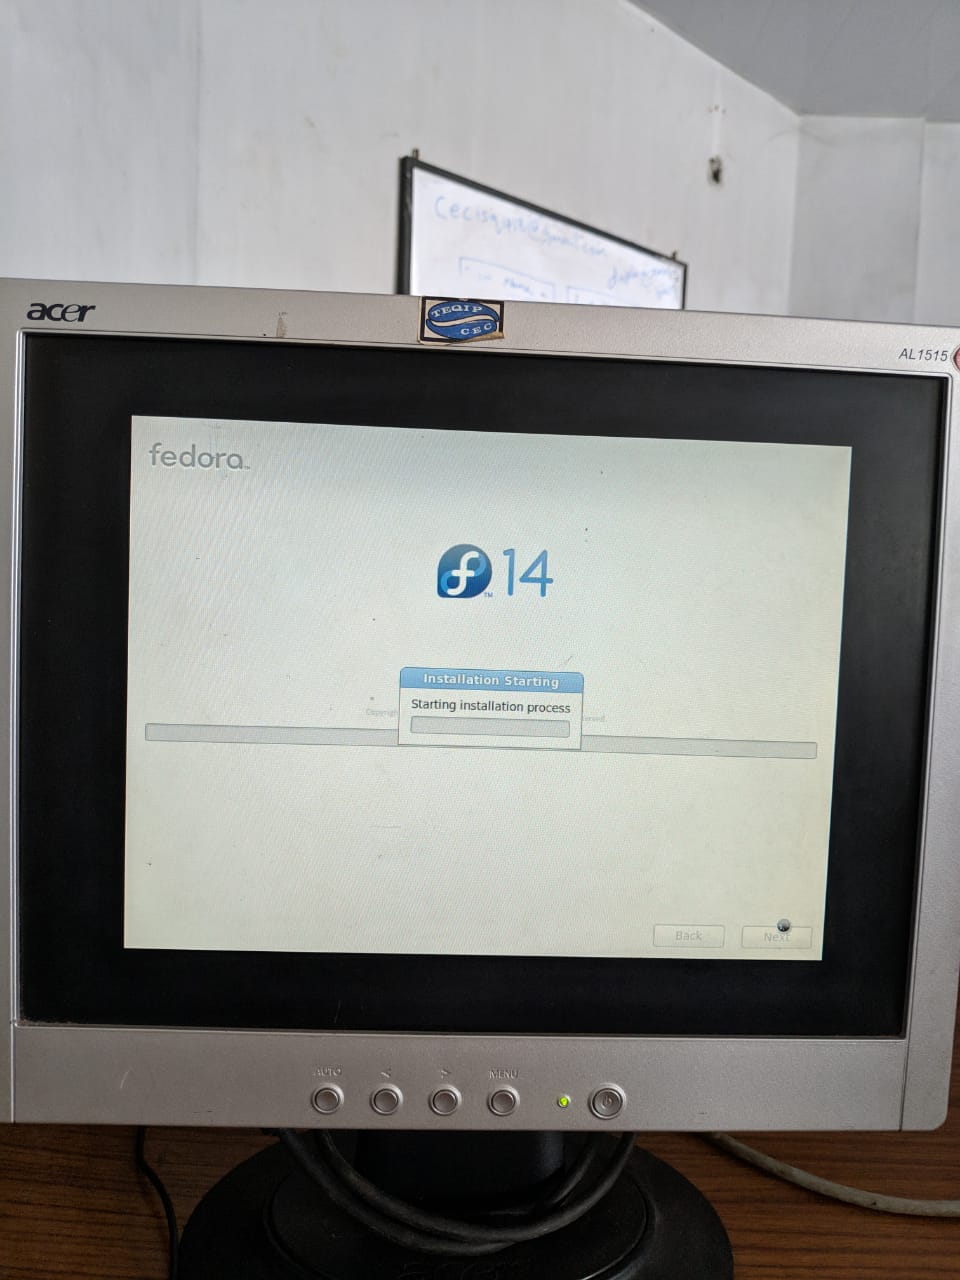 acer
TEQIP
CEC
AL1515
fedora
14
Installation Starting
Starting installation process
Back
Next
AUTO
<
>
MENU